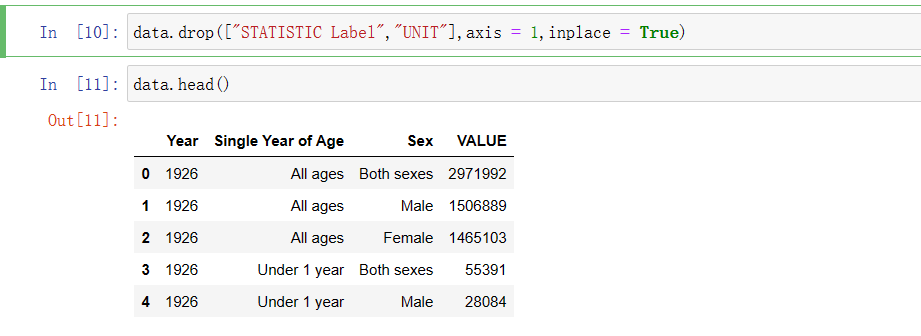 In [10]: data.drop(["STATISTIC Label","UNIT"],axis = 1,inplace = True)
In [11]: data.head()
Out[11]:
Year Single Year of Age Sex VALUE
0 1926 All ages Both sexes 2971992
1 1926 All ages Male 1506889
2 1926 All ages Female 1465103
3 1926 Under 1 year Both sexes 55391
4 1926 Under 1 year Male 28084